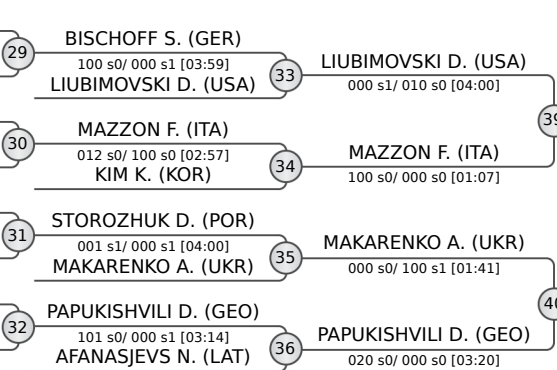 BISCHOFF S. (GER)
29
100 s0/ 000 s1 [03:59]
LIUBIMOVSKI D. (USA)
33
LIUBIMOVSKI D. (USA)
000 s1/ 010 s0 [04:00]
39
MAZZON F. (ITA)
30
012 s0/ 100 s0 [02:57]
KIM K. (KOR)
34
MAZZON F. (ITA)
100 s0/ 000 s0 [01:07]
STOROZHUK D. (POR)
31
001 s1/ 000 s1 [04:00]
MAKARENKO A. (UKR)
35
MAKARENKO A. (UKR)
000 s0/ 100 s1 [01:41]
40
PAPUKISHVILI D. (GEO)
32
101 s0/ 000 s1 [03:14]
AFANASJEVS N. (LAT)
36
PAPUKISHVILI D. (GEO)
020 s0/ 000 s0 [03:20]